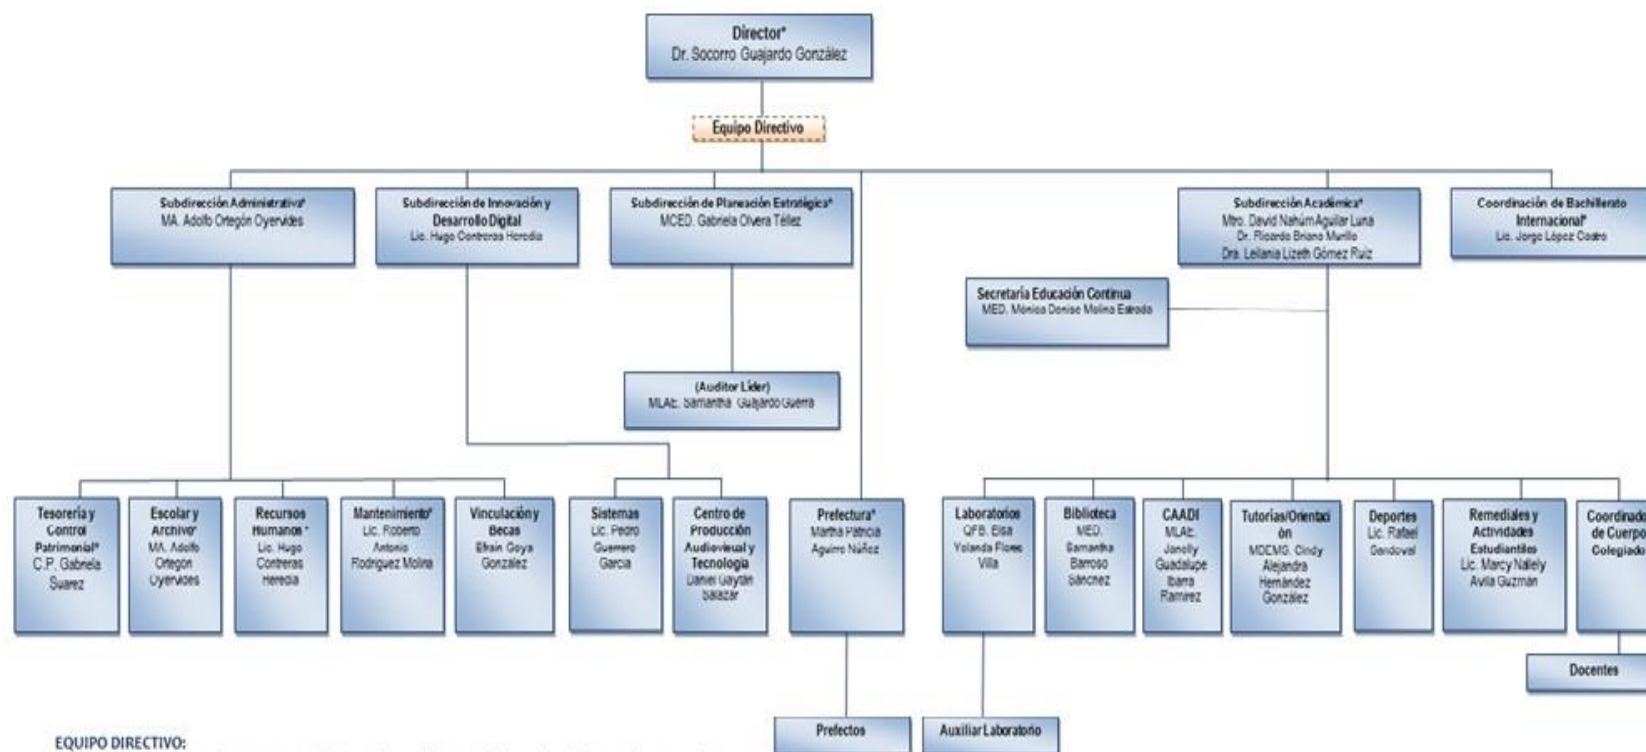 Director*
Dr. Socorro Guajardo González
Equipo Directivo
Subdirección Administrativa*
MA. Adolfo Ortegón Oyervides
Subdirección de Innovación y
Desarrollo Digital
Lic. Hugo Contreras Heredia
Subdirección de Planeación Estratégica*
MCED. Gabriela Olvera Téllez
Subdirección Académica*
Mtro. David Nahúm Aguilar Luna
Dr. Ricardo Briano Murillo
Dra. Leilania Lizeth Gómez Ruiz
Coordinación de Bachillerato
Internacional*
Lic. Jorge López Castro
Secretaría Educación Continua
MED. Mónica Denise Molina Estrada
(Auditor Líder)
MLAE. Samantha Guajardo Guerra
Tesorería y
Control
Patrimonial*
C.P. Gabriela
Suarez
Escolar y
Archivo*
MA. Adolfo
Ortegon
Oyervides
Recursos
Humanos *
Lic. Hugo
Contreras
Heredia
Mantenimiento*
Lic. Roberto
Antonio
Rodriguez Molina
Vinculación y
Becas
Efrain Goya
González
Sistemas
Lic. Pedro
Guerrero
Garcia
Centro de
Producción
Audiovisual y
Tecnología
Daniel Gaytán
Salazar
Prefectura*
Martha Patricia
Aguirre Núñez
Laboratorios
QFB. Elsa
Yolanda Flores
Villa
Biblioteca
MED.
Samantha
Barroso
Sánchez
CAADI
MLAE.
Janelly
Guadalupe
Ibarra
Ramirez
Tutorías/Orientaci
ón
MDEMG. Cindy
Alejandra
Hernández
González
Deportes
Lic. Rafael
Sandoval
Remediales y
Actividades
Estudiantiles
Lic. Marcy Nallely
Avila Guzmán
Coordinado
de Cuerpo
Colegiado
Docentes
Prefectos
Auxiliar Laboratorio
EQUIPO DIRECTIVO: